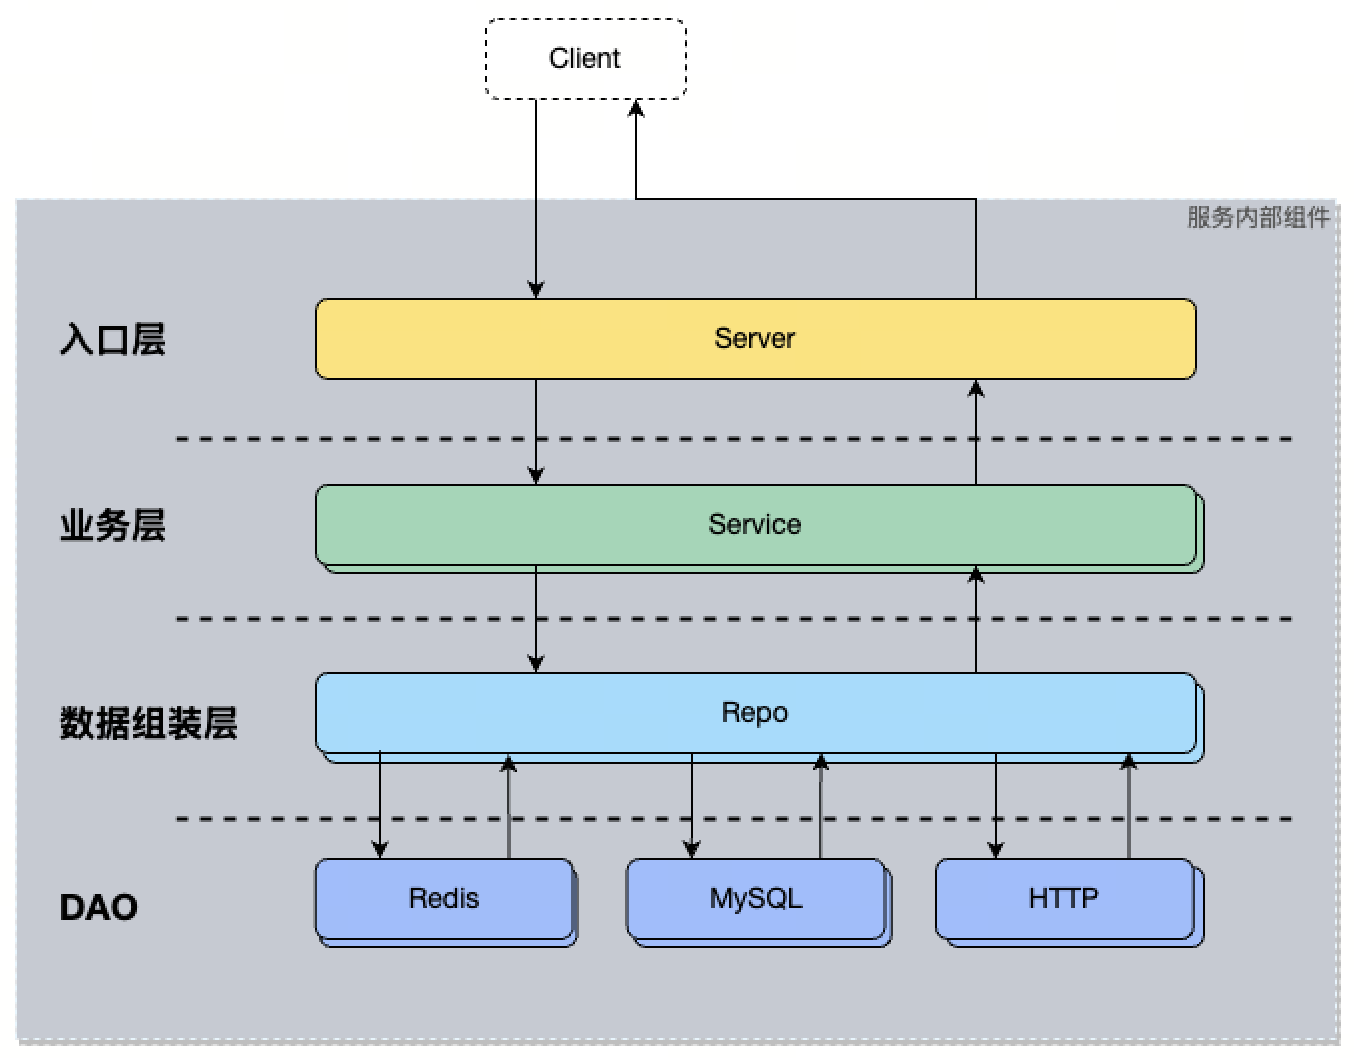 Client
服务内部组件
入口层
Server
业务层
Service
数据组装层
Repo
DAO
Redis
MySQL
HTTP